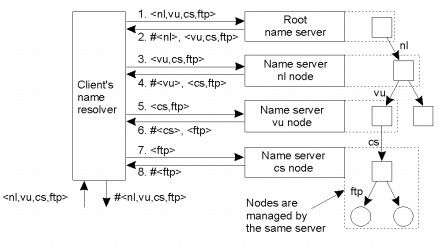 1. <nl,vu,cs,ftp>
Root
name server
2. #<nl>, <vu,cs,ftp>
nl
3. <vu,cs,ftp>
Name server
nl node
4. #<vu>, <cs,ftp>
Client's
name
resolver
vu
5. <cs,ftp>
Name server
vu node
6. #<cs>, <ftp>
cs
7. <ftp>
Name server
cs node
8. #<ftp>
ftp
<nl,vu,cs,ftp>
#<nl,vu,cs,ftp>
Nodes are
managed by
the same server